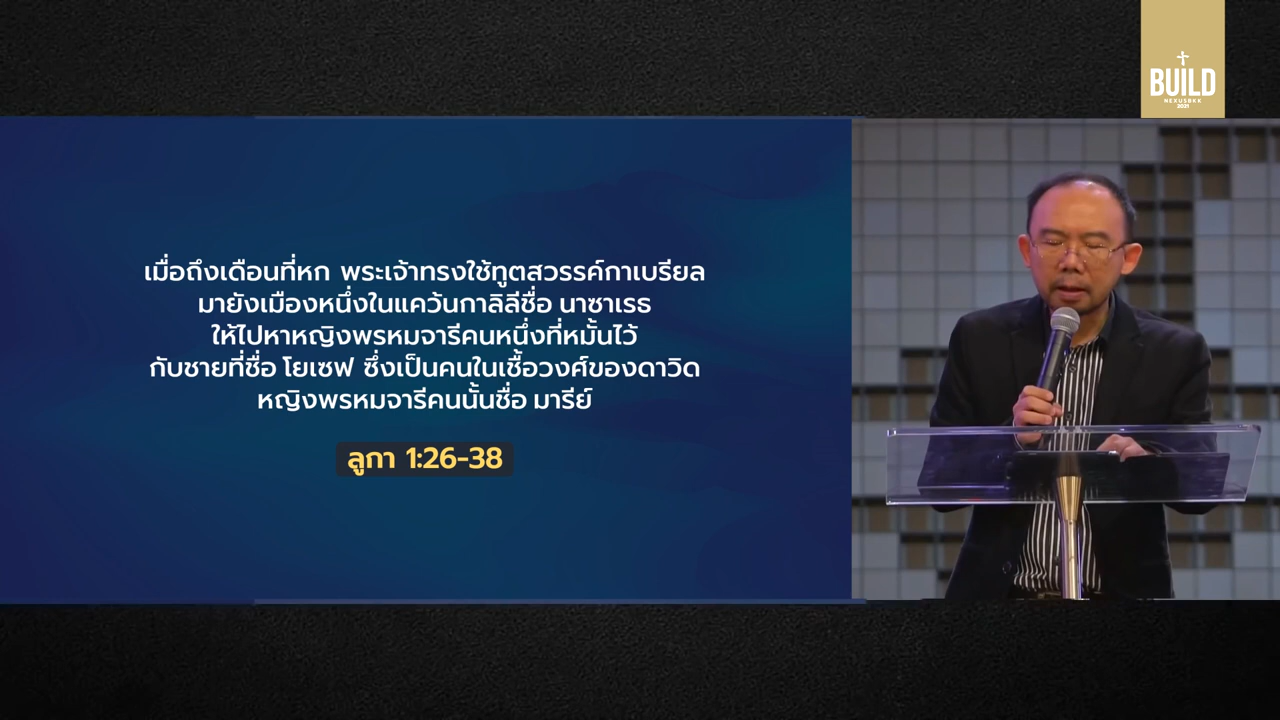 BUILD
NEXUSBKK
2021
เมื่อถึงเดือนที่หก พระเจ้าทรงใช้ทูตสวรรค์กาเบรียล
มายังเมืองหนึ่งในแคว้นกาลิลีชื่อ นาซาเรธ
ให้ไปหาหญิงพรหมจารีคนหนึ่งที่หมั้นไว้
กับชายที่ชื่อ โยเซฟ ซึ่งเป็นคนในเชื้อวงศ์ของดาวิด
หญิงพรหมจารีคนนั้นชื่อ มารีย์
ลูกา 1:26-38